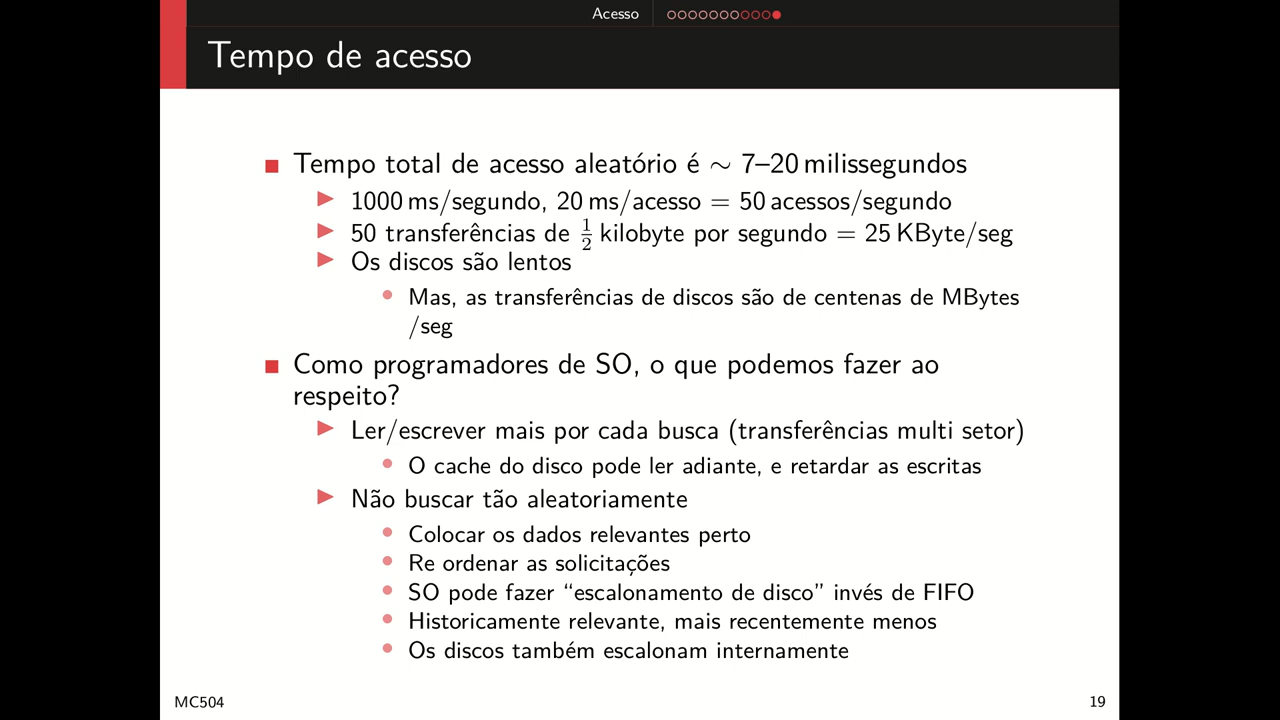 Acesso
Tempo de acesso
Tempo total de acesso aleatório é ∼ 7–20 milissegundos
1000 ms/segundo, 20 ms/acesso = 50 acessos/segundo
50 transferências de 1/2 kilobyte por segundo = 25 KByte/seg
Os discos são lentos
Mas, as transferências de discos são de centenas de MBytes
/seg
Como programadores de SO, o que podemos fazer ao
respeito?
Ler/escrever mais por cada busca (transferências multi setor)
O cache do disco pode ler adiante, e retardar as escritas
Não buscar tão aleatoriamente
Colocar os dados relevantes perto
Re ordenar as solicitações
SO pode fazer “escalonamento de disco” invés de FIFO
Historicamente relevante, mais recentemente menos
Os discos também escalonam internamente
MC504
19